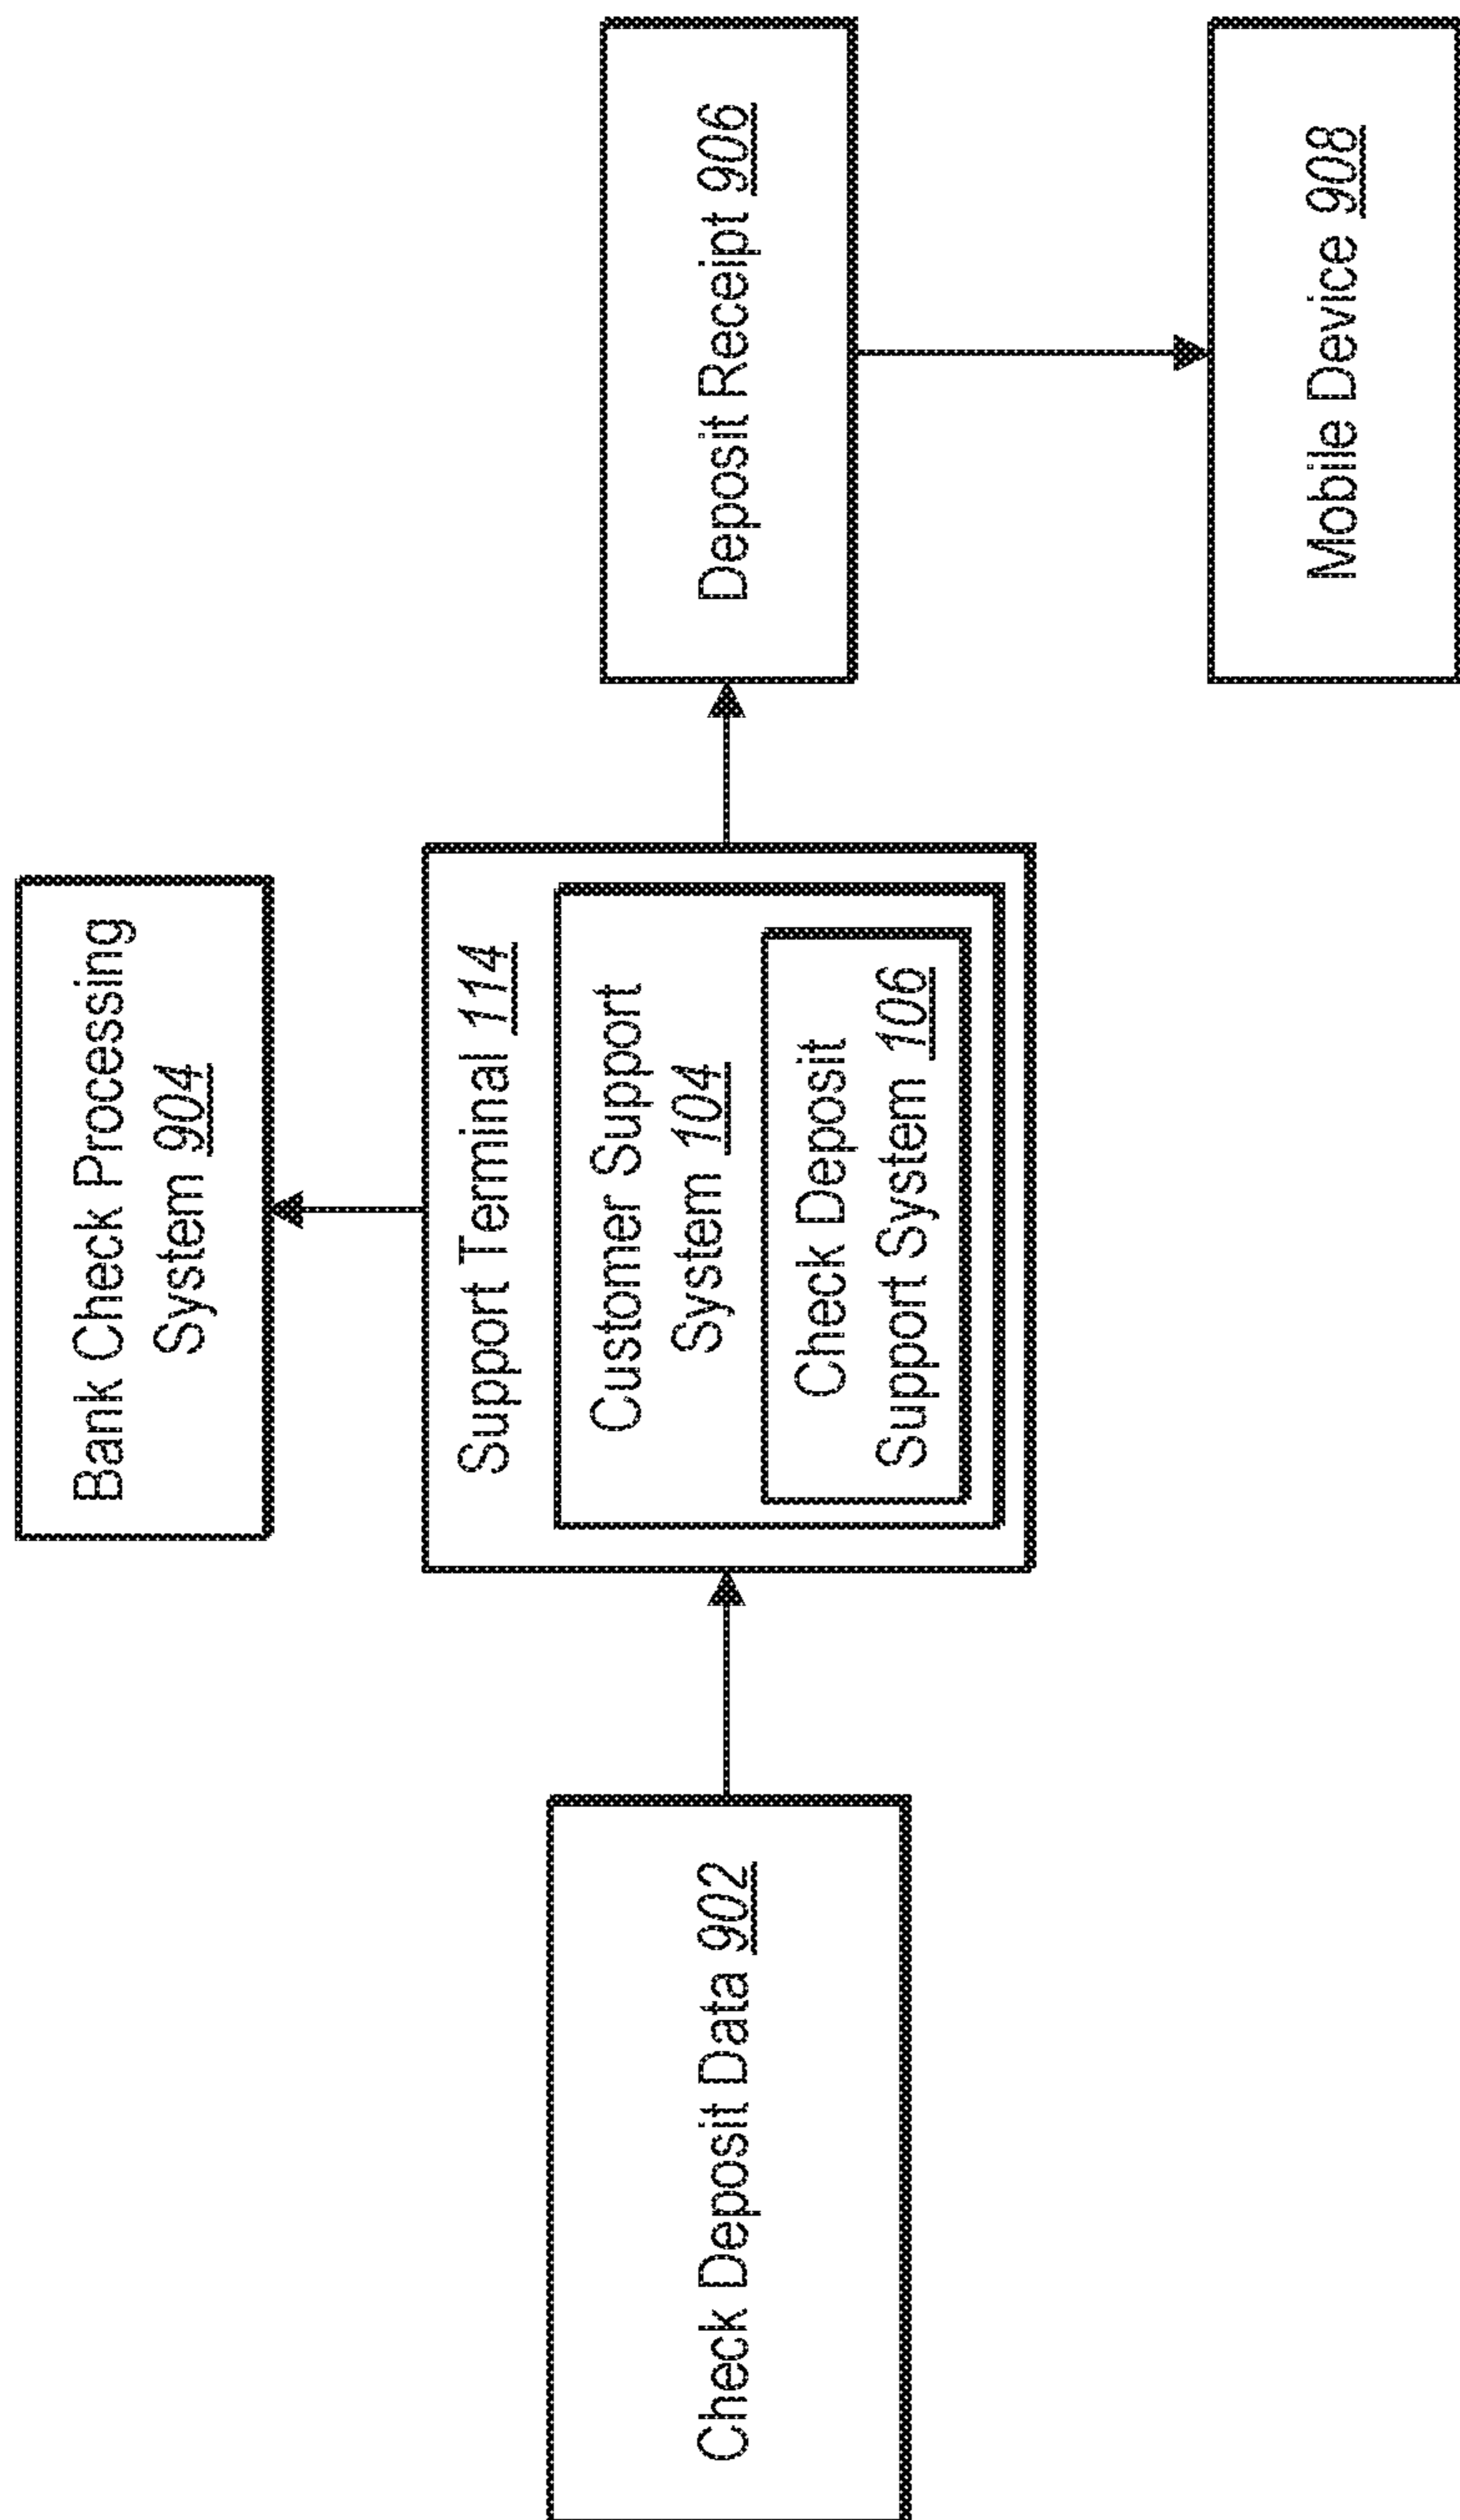 Bank Check Processing
System 904
Support Terminal 114
Customer Support
System 104
Check Deposit
Support System 106
Check Deposit Data 902
Deposit Receipt 906
Mobile Device 908